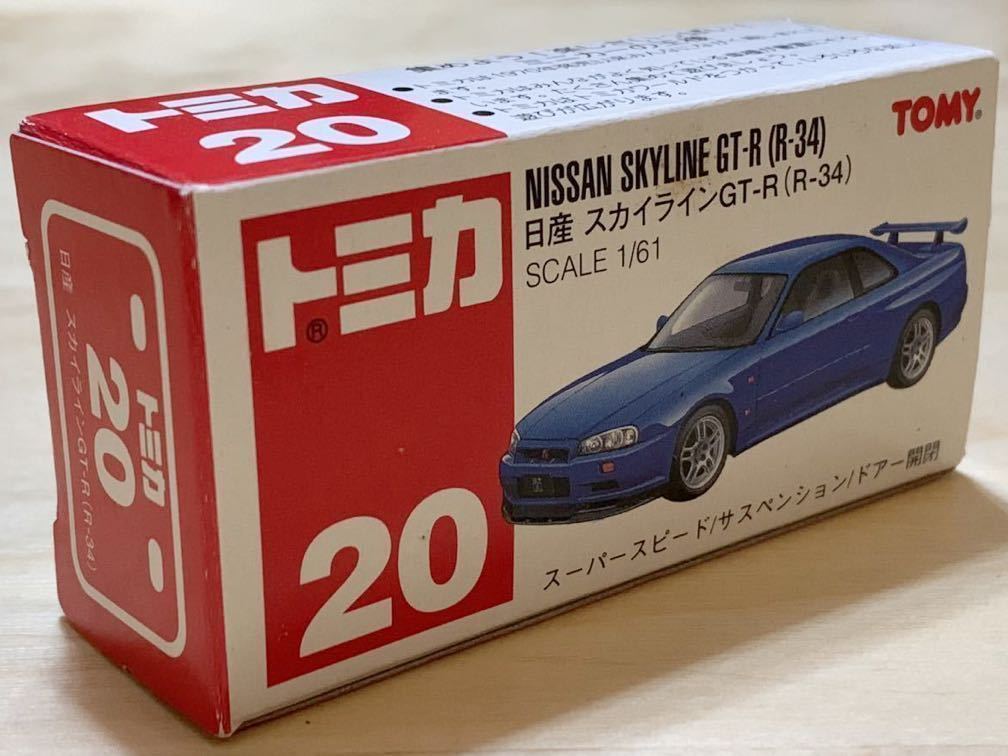 トミカ
20
TOMY®
NISSAN SKYLINE GT-R (R-34)
日産 スカイラインGT-R(R-34)
SCALE 1/61
トミカ®
20
スーパースピード/サスペンション/ドアー開閉
トミカ
20
日産 スカイラインGT-R(R-34)